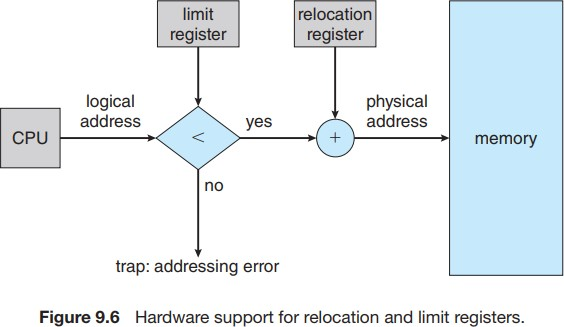 limit
register
relocation
register
logical
address
physical
address
CPU
<
yes
+
memory
no
trap: addressing error
Figure 9.6 Hardware support for relocation and limit registers.